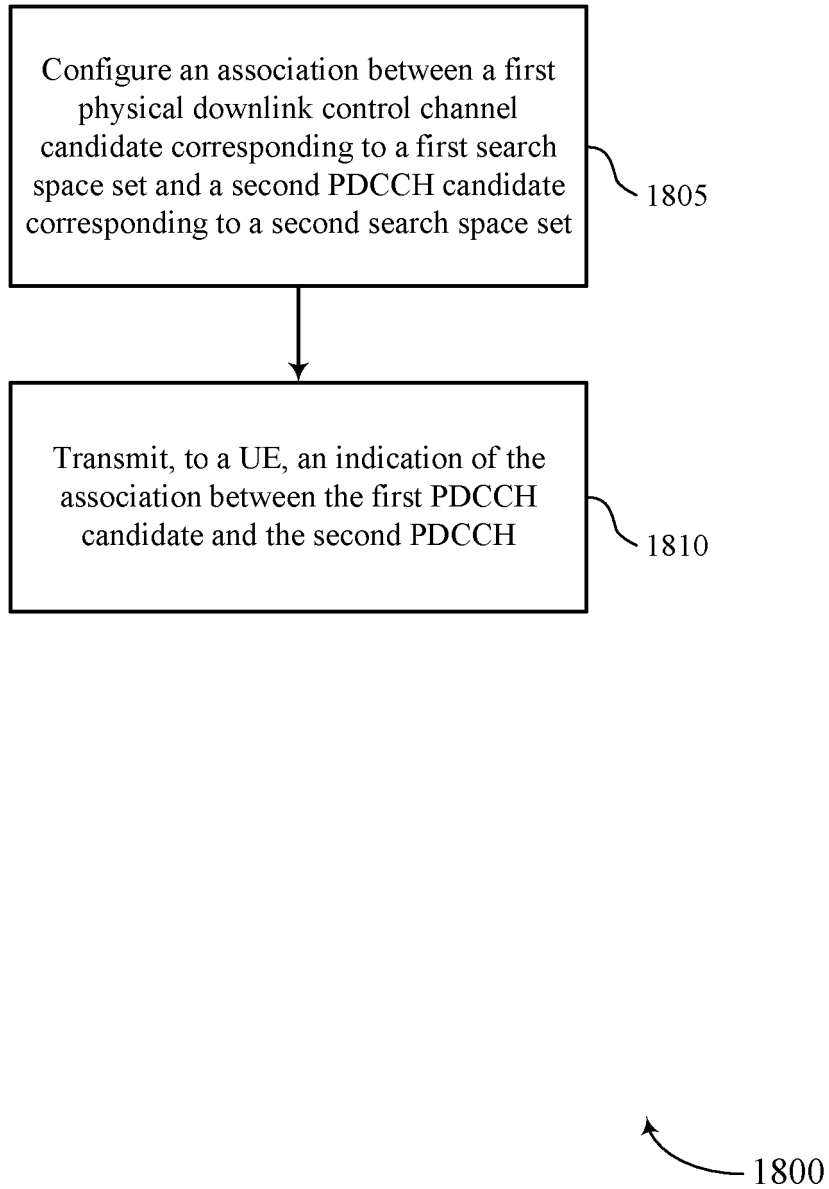 Configure an association between a first
physical downlink control channel
candidate corresponding to a first search
space set and a second PDCCH candidate
corresponding to a second search space set
1805
Transmit, to a UE, an indication of the
association between the first PDCCH
candidate and the second PDCCH
1810
1800